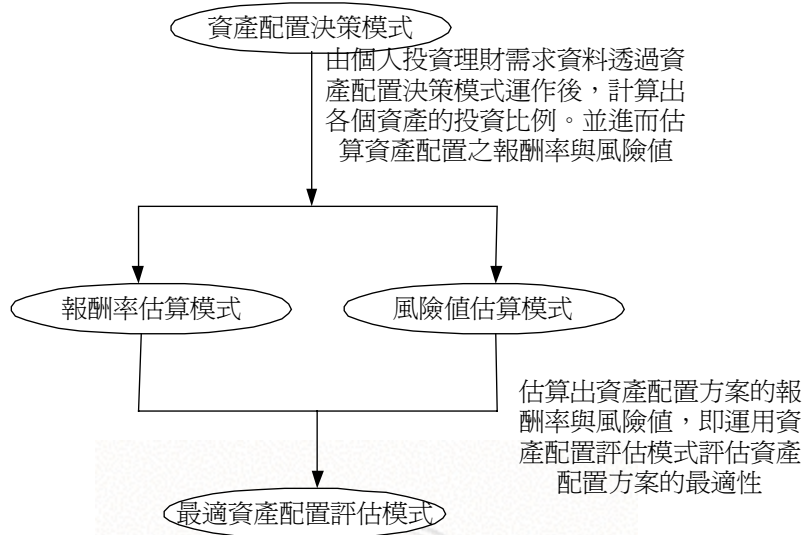 資產配置決策模式
由個人投資理財需求資料透過資
產配置決策模式運作後，計算出
各個資產的投資比例。並進而估
算資產配置之報酬率與風險值
報酬率估算模式
風險值估算模式
估算出資產配置方案的報
酬率與風險值，即運用資
產配置評估模式評估資產
配置方案的最適性
最適資產配置評估模式